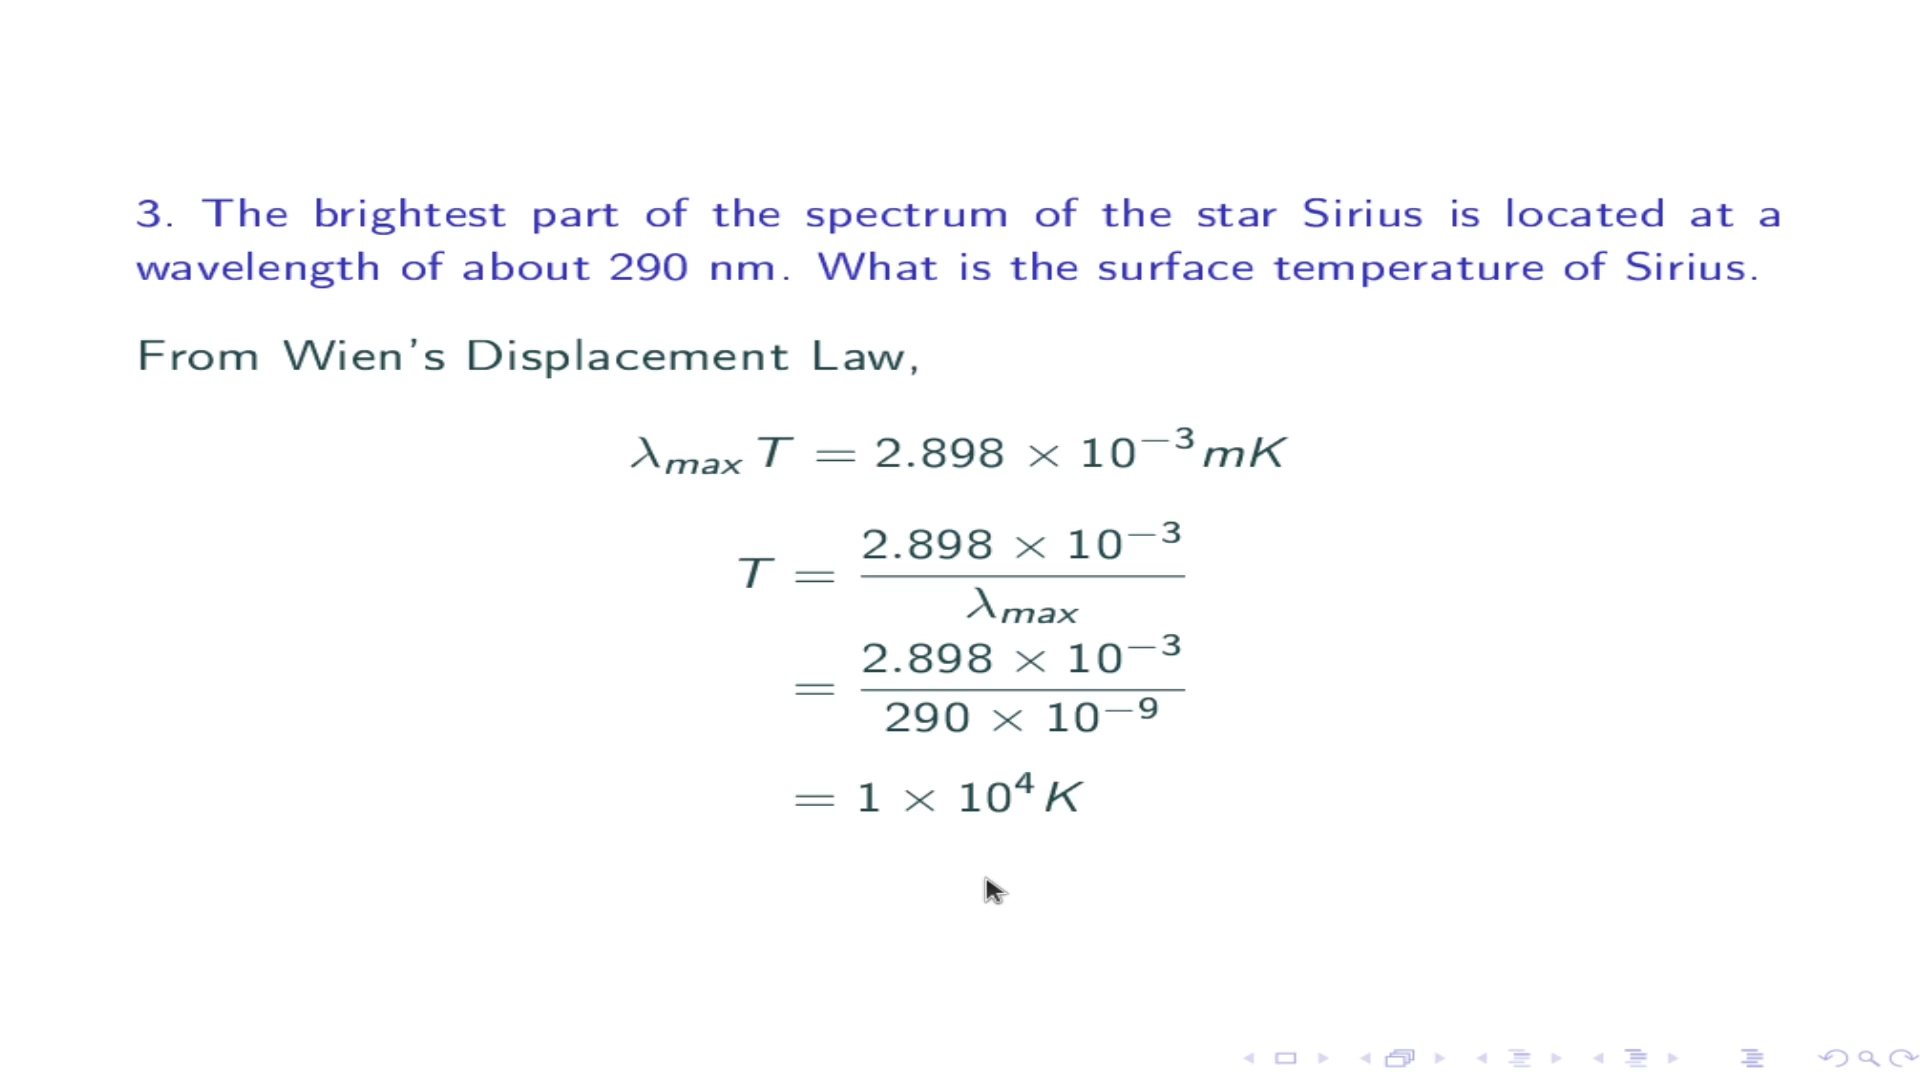 3. The brightest part of the spectrum of the star Sirius is located at a
wavelength of about 290 nm. What is the surface temperature of Sirius.
From Wien's Displacement Law,
λ_max T = 2.898 × 10⁻³ mK
T = 2.898 × 10⁻³ / λ_max
= 2.898 × 10⁻³ / 290 × 10⁻⁹
= 1 × 10⁴ K